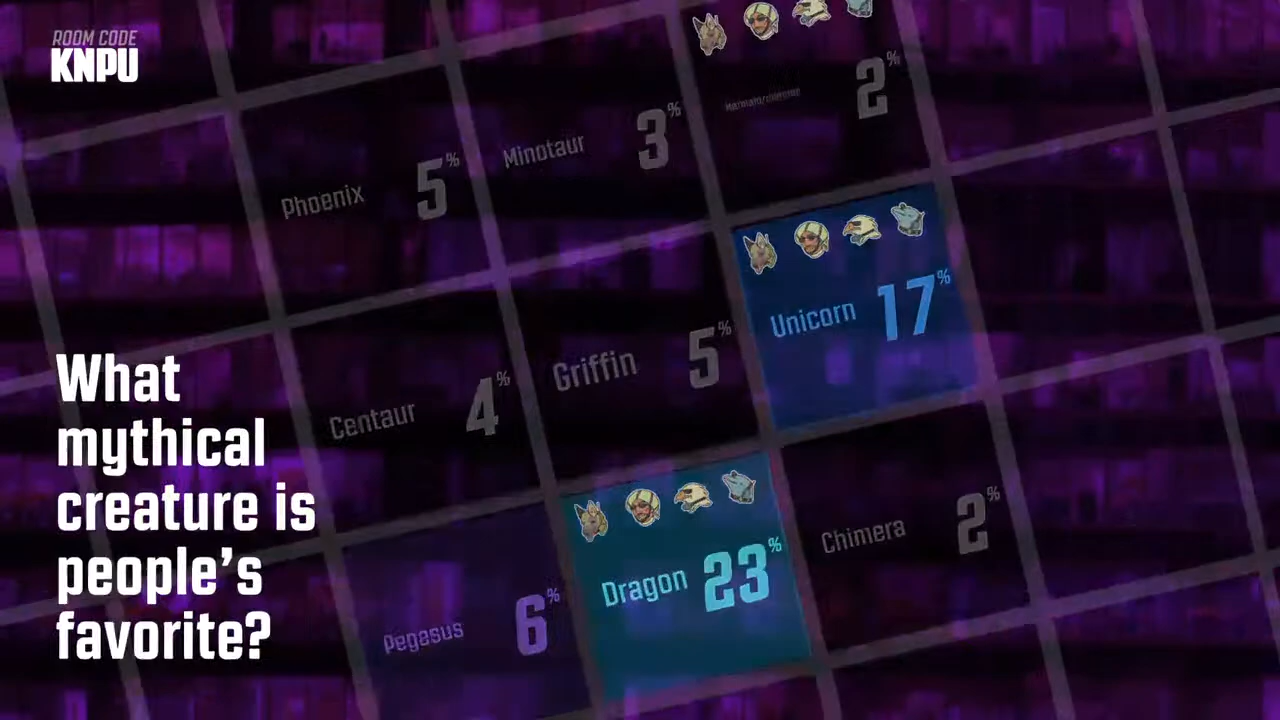 ROOM CODE
KNPU
2%
Minotaur 3%
Phoenix 5%
Unicorn 17%
Griffin 5%
Centaur 4%
What
mythical
creature is
people's
favorite?
Chimera 2%
Dragon 23%
Pegasus 6%